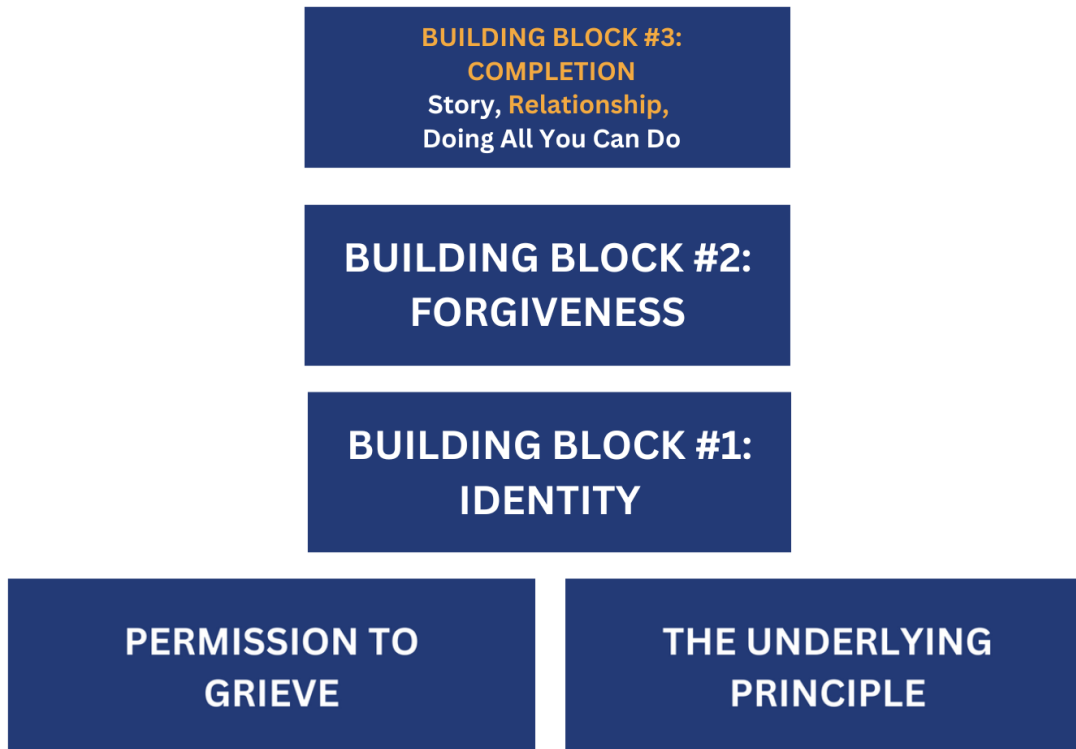 BUILDING BLOCK #3:
COMPLETION
Story, Relationship,
Doing All You Can Do
BUILDING BLOCK #2:
FORGIVENESS
BUILDING BLOCK #1:
IDENTITY
PERMISSION TO
GRIEVE
THE UNDERLYING
PRINCIPLE